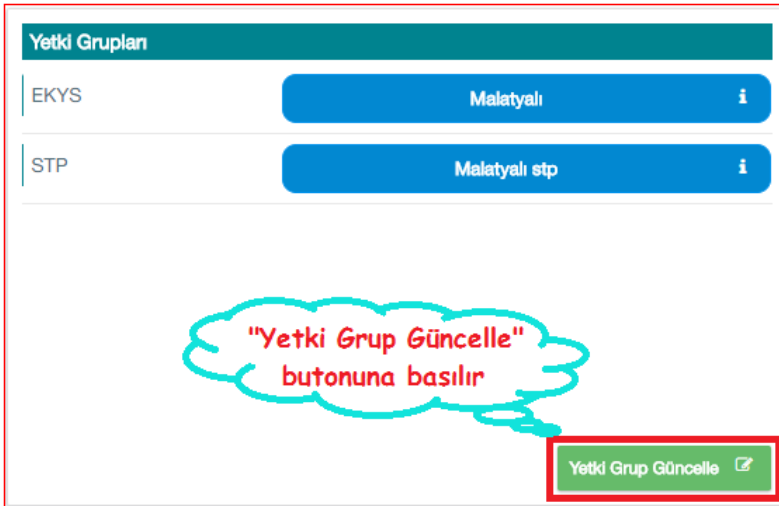 Yetki Grupları
EKYS
Malatyalı
STP
Malatyalı stp
"Yetki Grup Güncelle"
butonuna basılır
Yetki Grup Güncelle